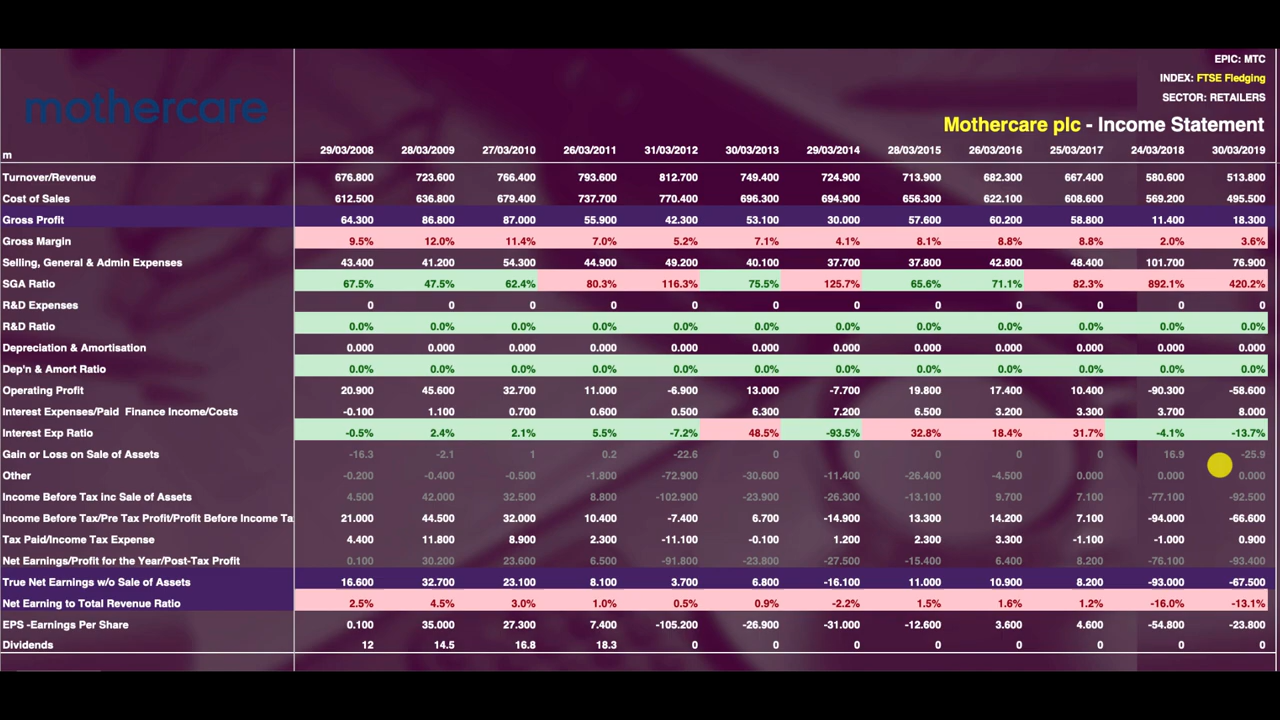 mothercare
EPIC: MTC
INDEX: FTSE Fledging
SECTOR: RETAILERS
Mothercare plc - Income Statement
m 29/03/2008 28/03/2009 27/03/2010 26/03/2011 31/03/2012 30/03/2013 29/03/2014 28/03/2015 26/03/2016 25/03/2017 24/03/2018 30/03/2019
Turnover/Revenue 676.800 723.600 766.400 793.600 812.700 749.400 724.900 713.900 682.300 667.400 580.600 513.800
Cost of Sales 612.500 636.800 679.400 737.700 770.400 696.300 694.900 656.300 622.100 608.600 569.200 495.500
Gross Profit 64.300 86.800 87.000 55.900 42.300 53.100 30.000 57.600 60.200 58.800 11.400 18.300
Gross Margin 9.5% 12.0% 11.4% 7.0% 5.2% 7.1% 4.1% 8.1% 8.8% 8.8% 2.0% 3.6%
Selling, General & Admin Expenses 43.400 41.200 54.300 44.900 49.200 40.100 37.700 37.800 42.800 48.400 101.700 76.900
SGA Ratio 67.5% 47.5% 62.4% 80.3% 116.3% 75.5% 125.7% 65.6% 71.1% 82.3% 892.1% 420.2%
R&D Expenses 0 0 0 0 0 0 0 0 0 0 0 0
R&D Ratio 0.0% 0.0% 0.0% 0.0% 0.0% 0.0% 0.0% 0.0% 0.0% 0.0% 0.0% 0.0%
Depreciation & Amortisation 0.000 0.000 0.000 0.000 0.000 0.000 0.000 0.000 0.000 0.000 0.000 0.000
Dep'n & Amort Ratio 0.0% 0.0% 0.0% 0.0% 0.0% 0.0% 0.0% 0.0% 0.0% 0.0% 0.0% 0.0%
Operating Profit 20.900 45.600 32.700 11.000 -6.900 13.000 -7.700 19.800 17.400 10.400 -90.300 -58.600
Interest Expenses/Paid Finance Income/Costs -0.100 1.100 0.700 0.600 0.500 6.300 7.200 6.500 3.200 3.300 3.700 8.000
Interest Exp Ratio -0.5% 2.4% 2.1% 5.5% -7.2% 48.5% -93.5% 32.8% 18.4% 31.7% -4.1% -13.7%
Gain or Loss on Sale of Assets -16.3 -2.1 1 0.2 -22.6 0 0 0 0 0 16.9 -25.9
Other -0.200 -0.400 -0.500 -1.800 -72.900 -30.600 -11.400 -26.400 -4.500 0.000 0.000 0.000
Income Before Tax inc Sale of Assets 4.500 42.000 32.500 8.800 -102.900 -23.900 -26.300 -13.100 9.700 7.100 -77.100 -92.500
Income Before Tax/Pre Tax Profit/Profit Before Income Ta 21.000 44.500 32.000 10.400 -7.400 6.700 -14.900 13.300 14.200 7.100 -94.000 -66.600
Tax Paid/Income Tax Expense 4.400 11.800 8.900 2.300 -11.100 -0.100 1.200 2.300 3.300 -1.100 -1.000 0.900
Net Earnings/Profit for the Year/Post-Tax Profit 0.100 30.200 23.600 6.500 -91.800 -23.800 -27.500 -15.400 6.400 8.200 -76.100 -93.400
True Net Earnings w/o Sale of Assets 16.600 32.700 23.100 8.100 3.700 6.800 -16.100 11.000 10.900 8.200 -93.000 -67.500
Net Earning to Total Revenue Ratio 2.5% 4.5% 3.0% 1.0% 0.5% 0.9% -2.2% 1.5% 1.6% 1.2% -16.0% -13.1%
EPS -Earnings Per Share 0.100 35.000 27.300 7.400 -105.200 -26.900 -31.000 -12.600 3.600 4.600 -54.800 -23.800
Dividends 12 14.5 16.8 18.3 0 0 0 0 0 0 0 0